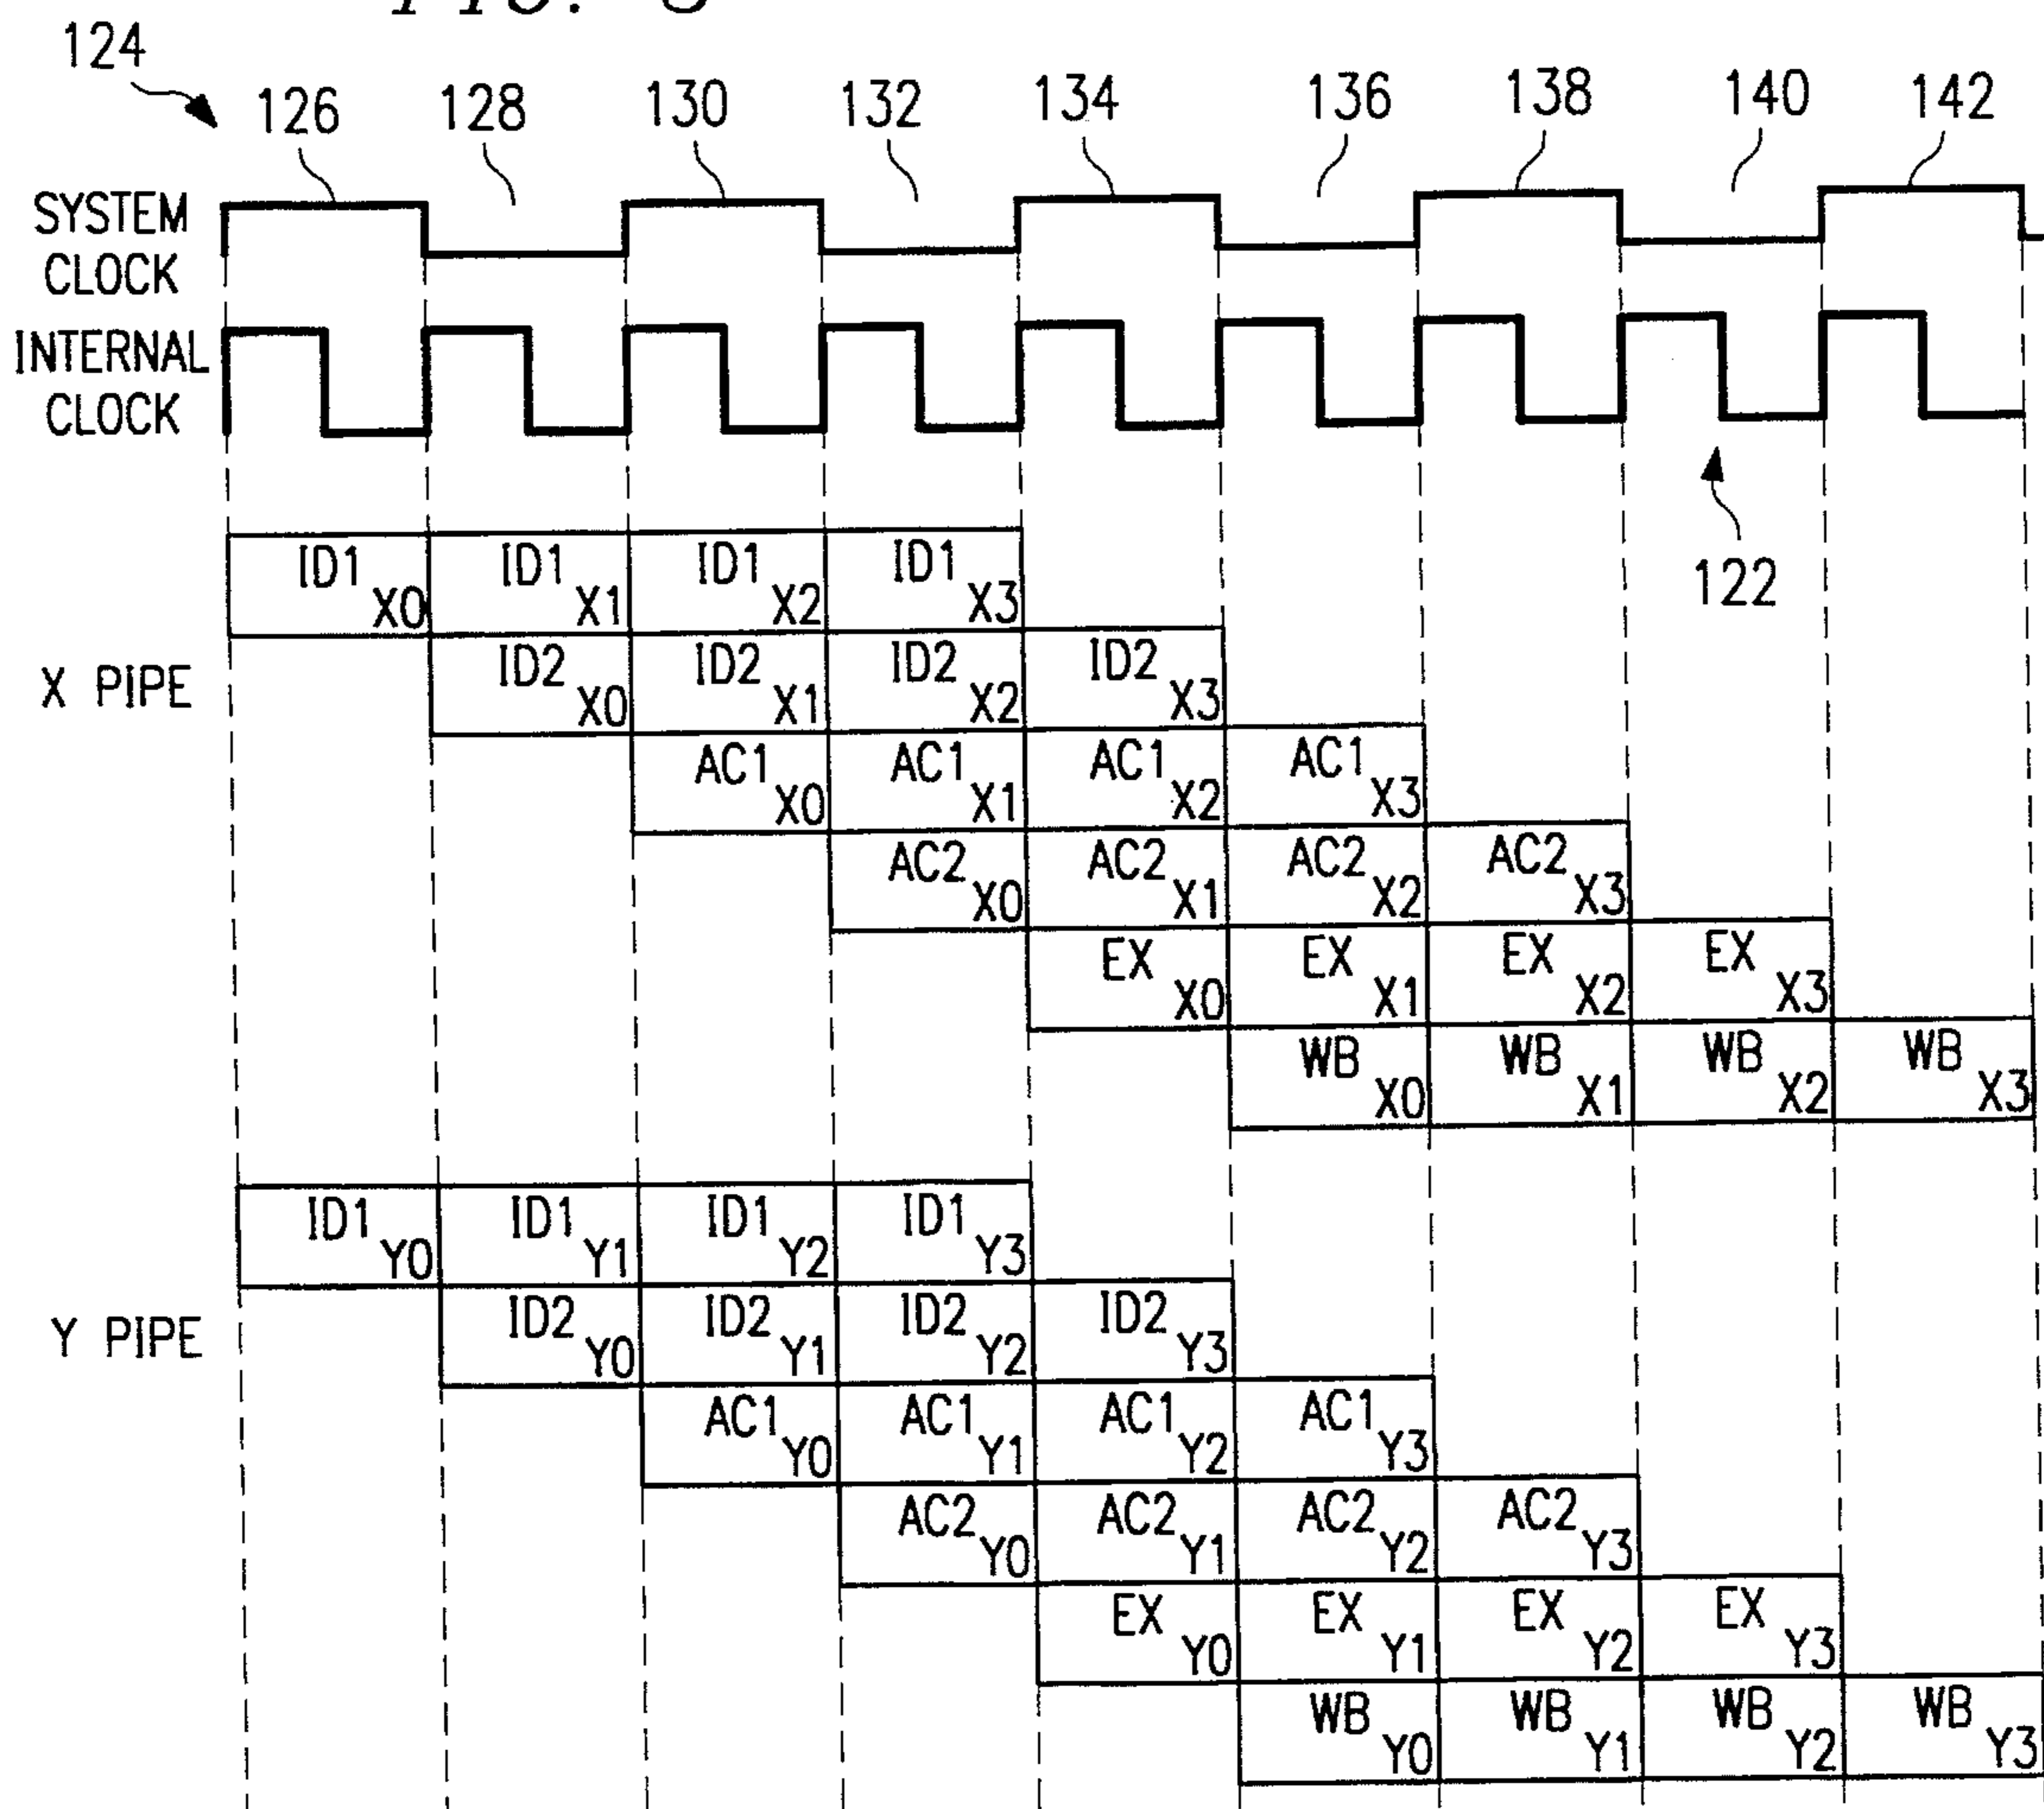 124
126 128 130 132 134 136 138 140 142
SYSTEM
CLOCK
INTERNAL
CLOCK
122
X PIPE
ID1 X0 ID1 X1 ID1 X2 ID1 X3
ID2 X0 ID2 X1 ID2 X2 ID2 X3
AC1 X0 AC1 X1 AC1 X2 AC1 X3
AC2 X0 AC2 X1 AC2 X2 AC2 X3
EX X0 EX X1 EX X2 EX X3
WB X0 WB X1 WB X2 WB X3
Y PIPE
ID1 Y0 ID1 Y1 ID1 Y2 ID1 Y3
ID2 Y0 ID2 Y1 ID2 Y2 ID2 Y3
AC1 Y0 AC1 Y1 AC1 Y2 AC1 Y3
AC2 Y0 AC2 Y1 AC2 Y2 AC2 Y3
EX Y0 EX Y1 EX Y2 EX Y3
WB Y0 WB Y1 WB Y2 WB Y3